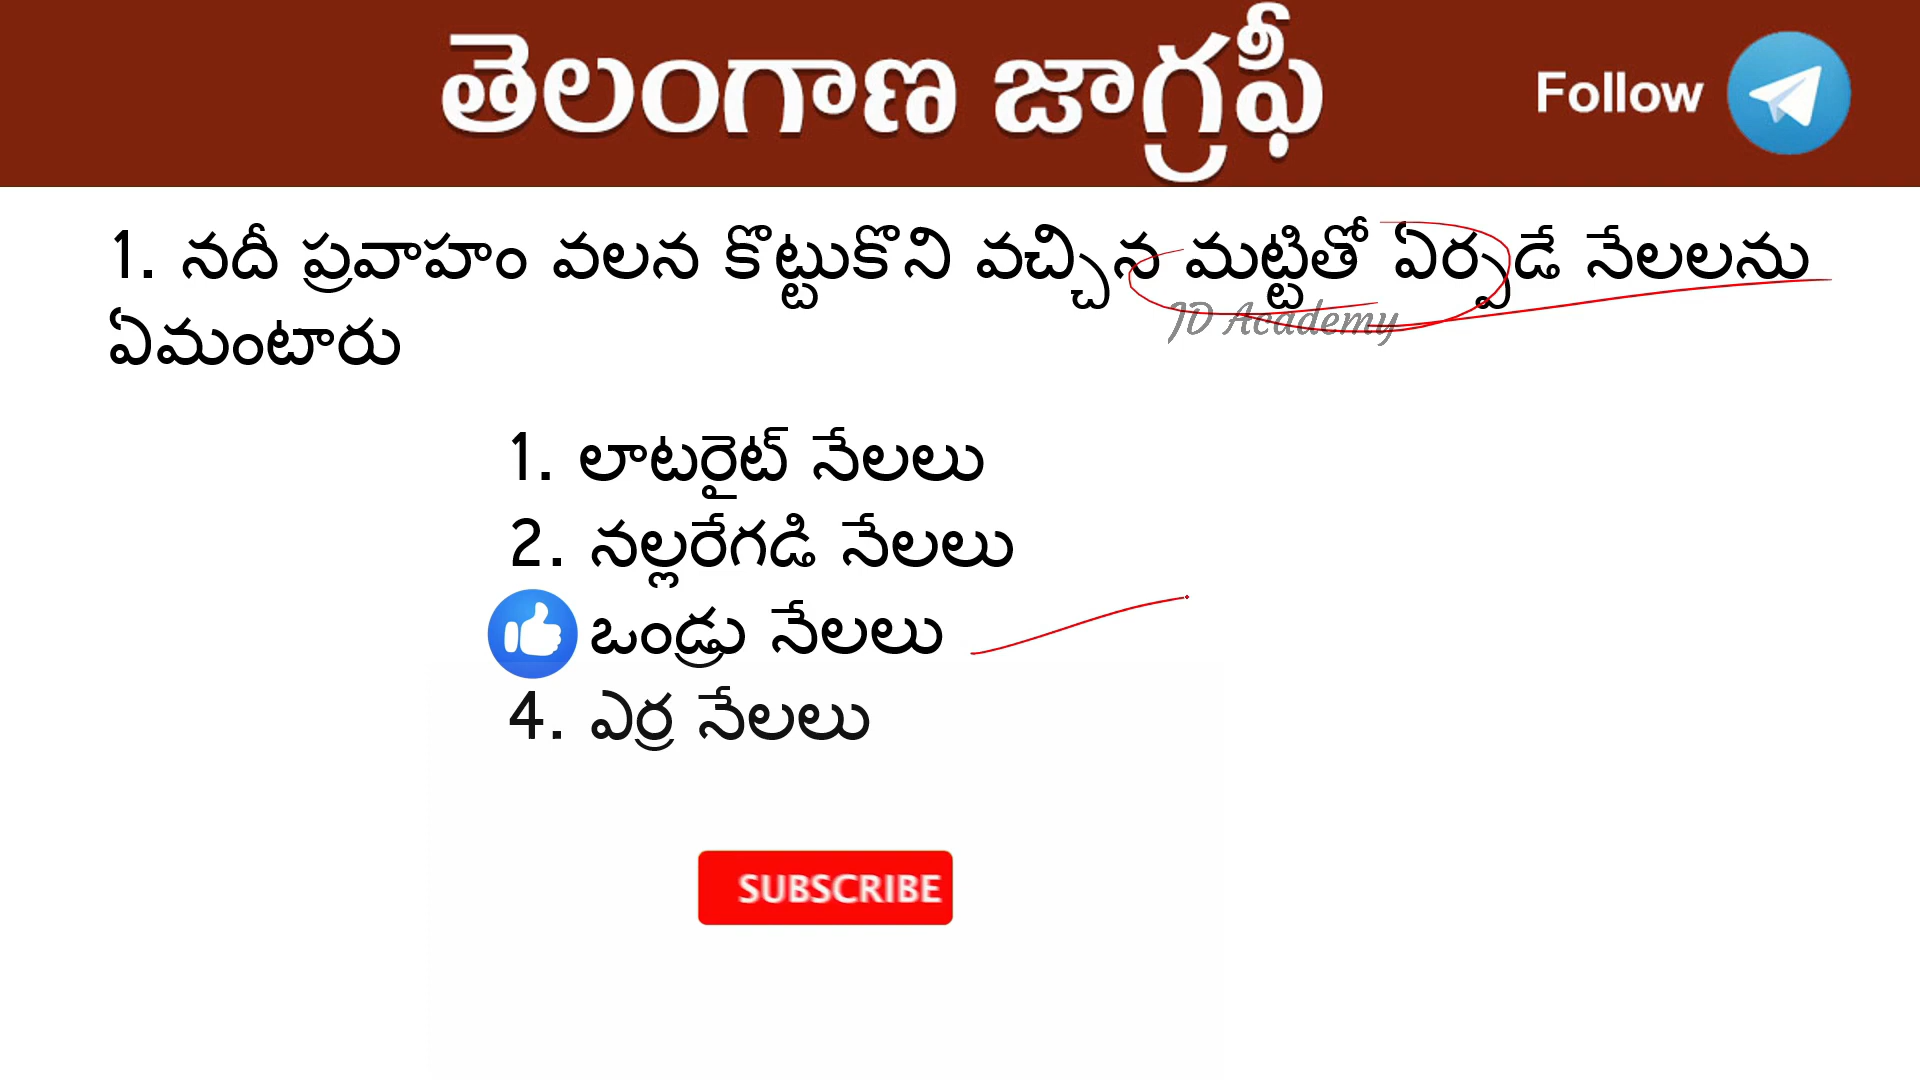 తెలంగాణ జాగ్రఫీ
Follow
1. నదీ ప్రవాహం వలన కొట్టుకొని వచ్చిన మట్టితో ఏర్పడే నేలలను
ఏమంటారు
JD Academy
1. లాటరైట్ నేలలు
2. నల్లరేగడి నేలలు
ఒండ్రు నేలలు
4. ఎర్ర నేలలు
SUBSCRIBE